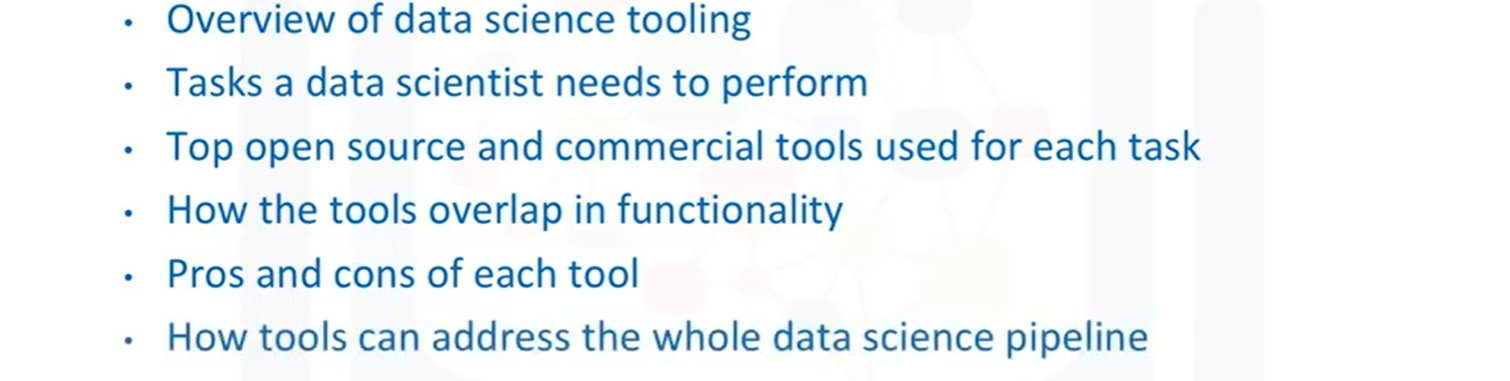 • Overview of data science tooling
• Tasks a data scientist needs to perform
• Top open source and commercial tools used for each task
• How the tools overlap in functionality
• Pros and cons of each tool
• How tools can address the whole data science pipeline